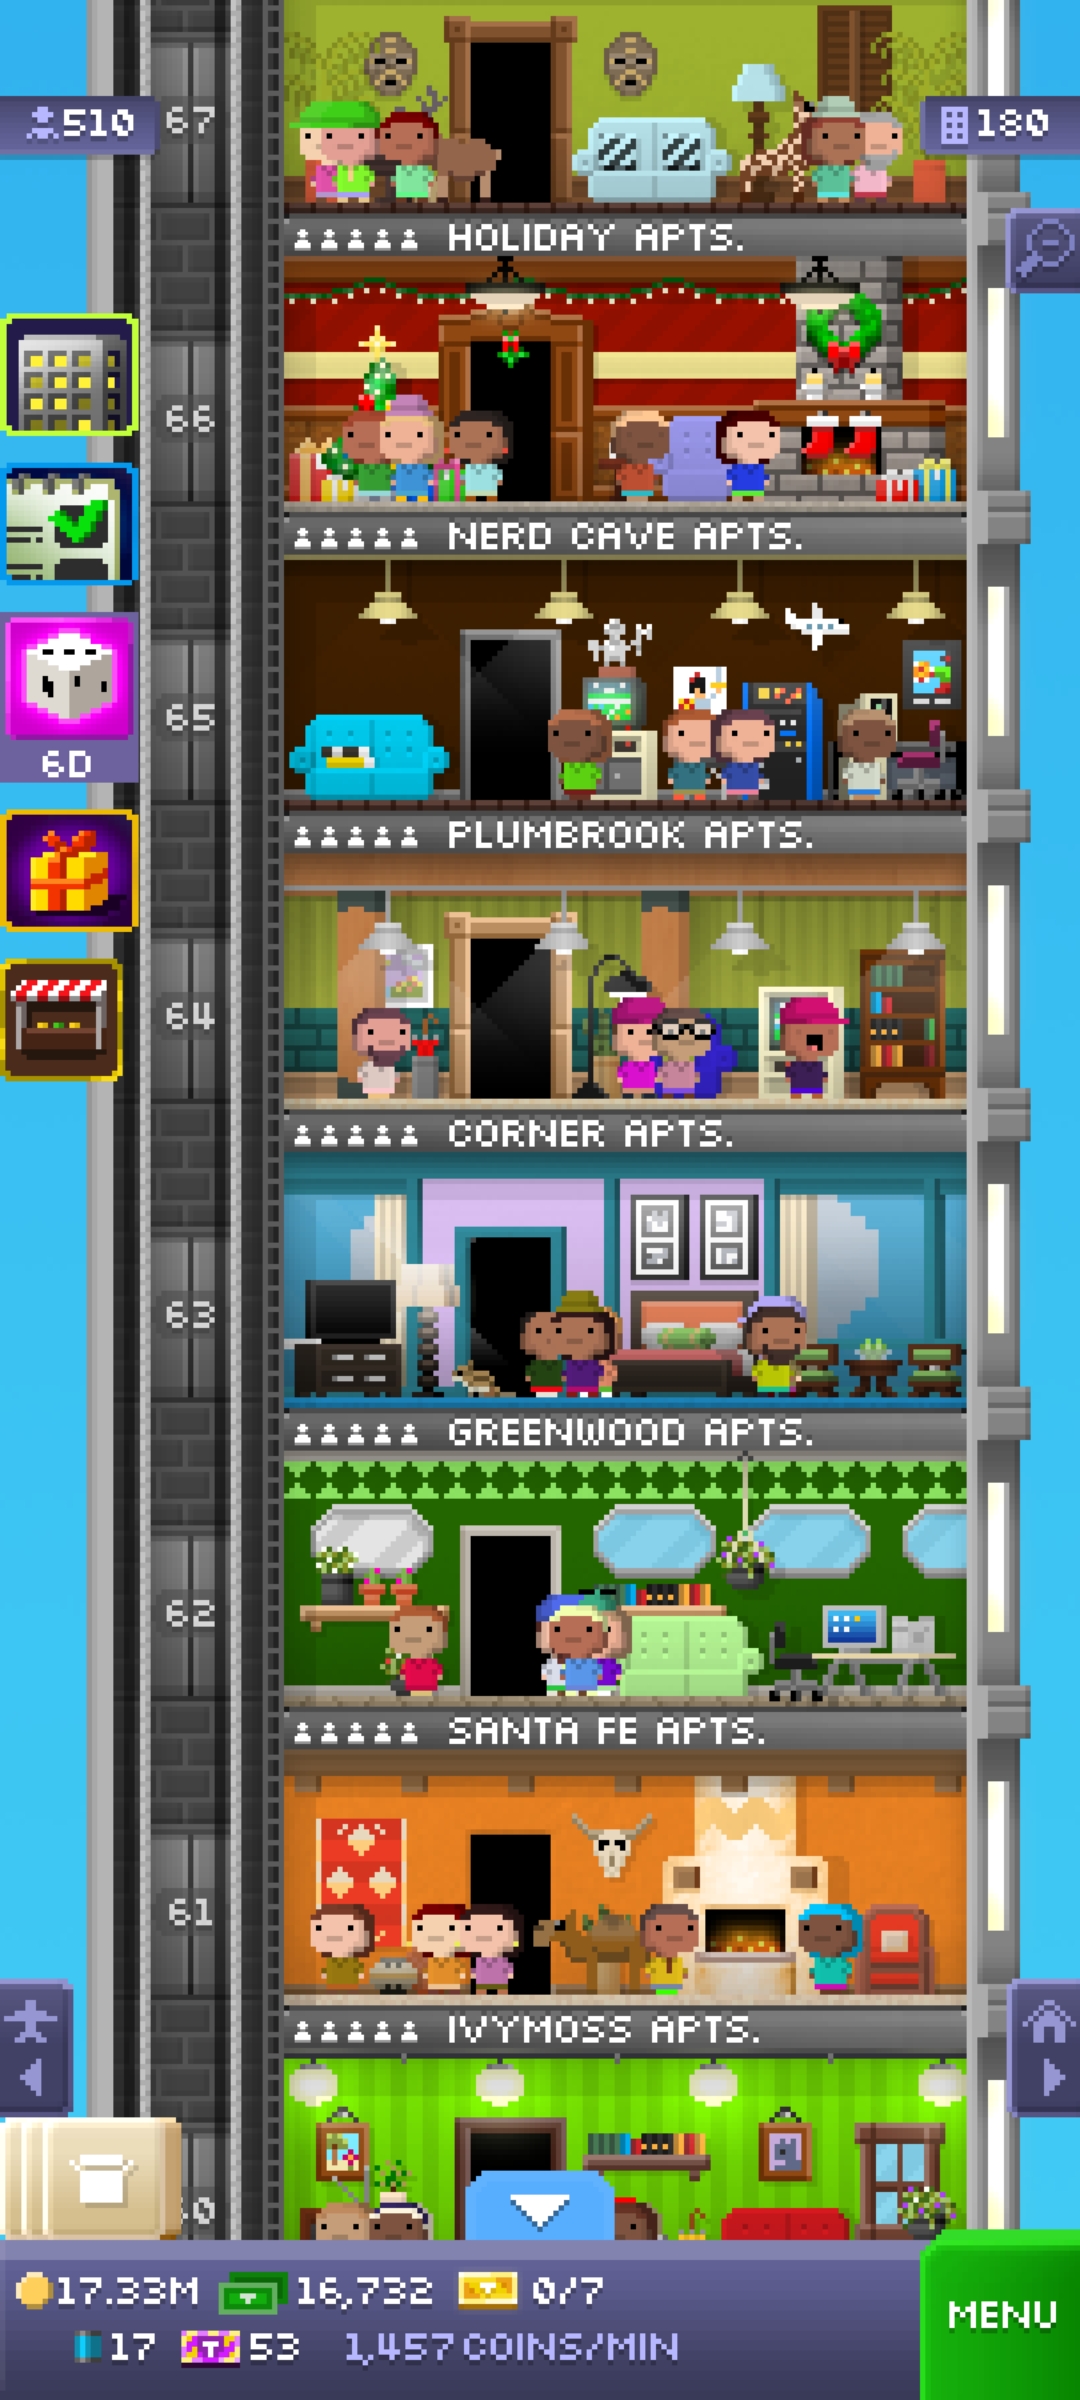 510
67
180
HOLIDAY APTS.
66
NERD CAVE APTS.
65
6D
PLUMBROOK APTS.
64
CORNER APTS.
63
GREENWOOD APTS.
62
SANTA FE APTS.
61
IVYMOSS APTS.
17.33M 16,732 0/7
MENU
17 53 1,457 COINS/MIN